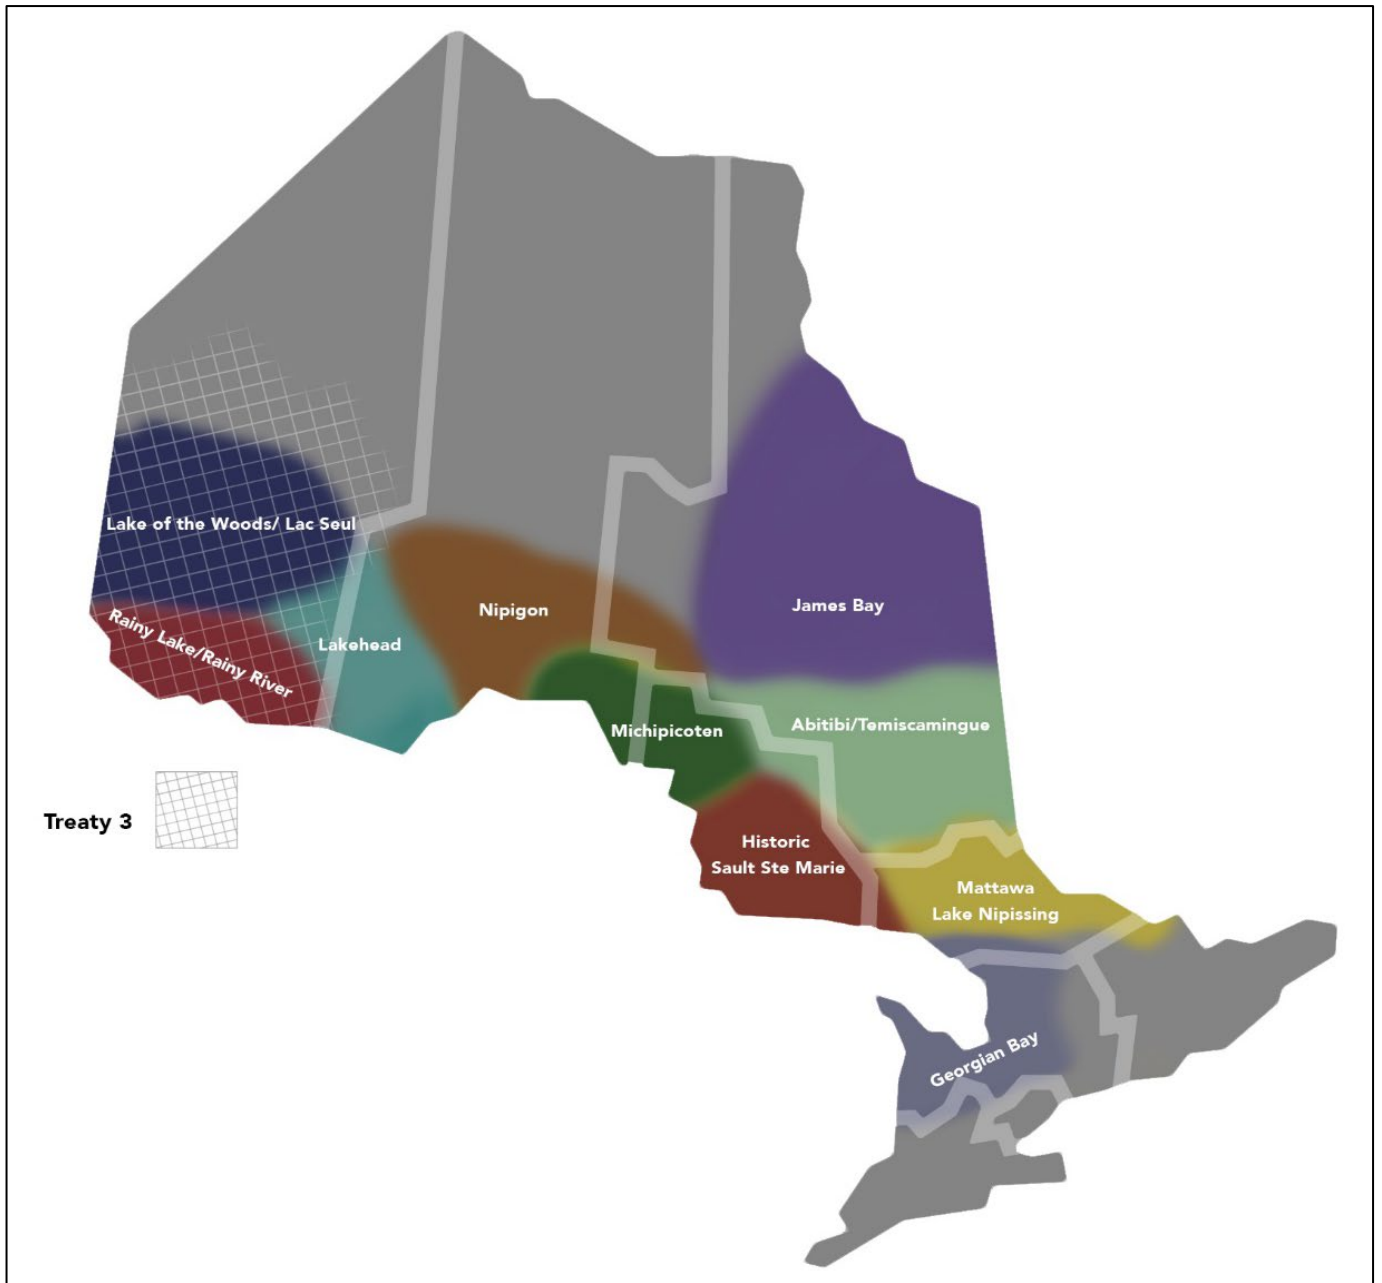 Lake of the Woods/ Lac Seul
Rainy Lake/Rainy River
Lakehead
Nipigon
James Bay
Michipicoten
Abitibi/Temiscamingue
Treaty 3
Historic
Sault Ste Marie
Mattawa
Lake Nipissing
Georgian Bay